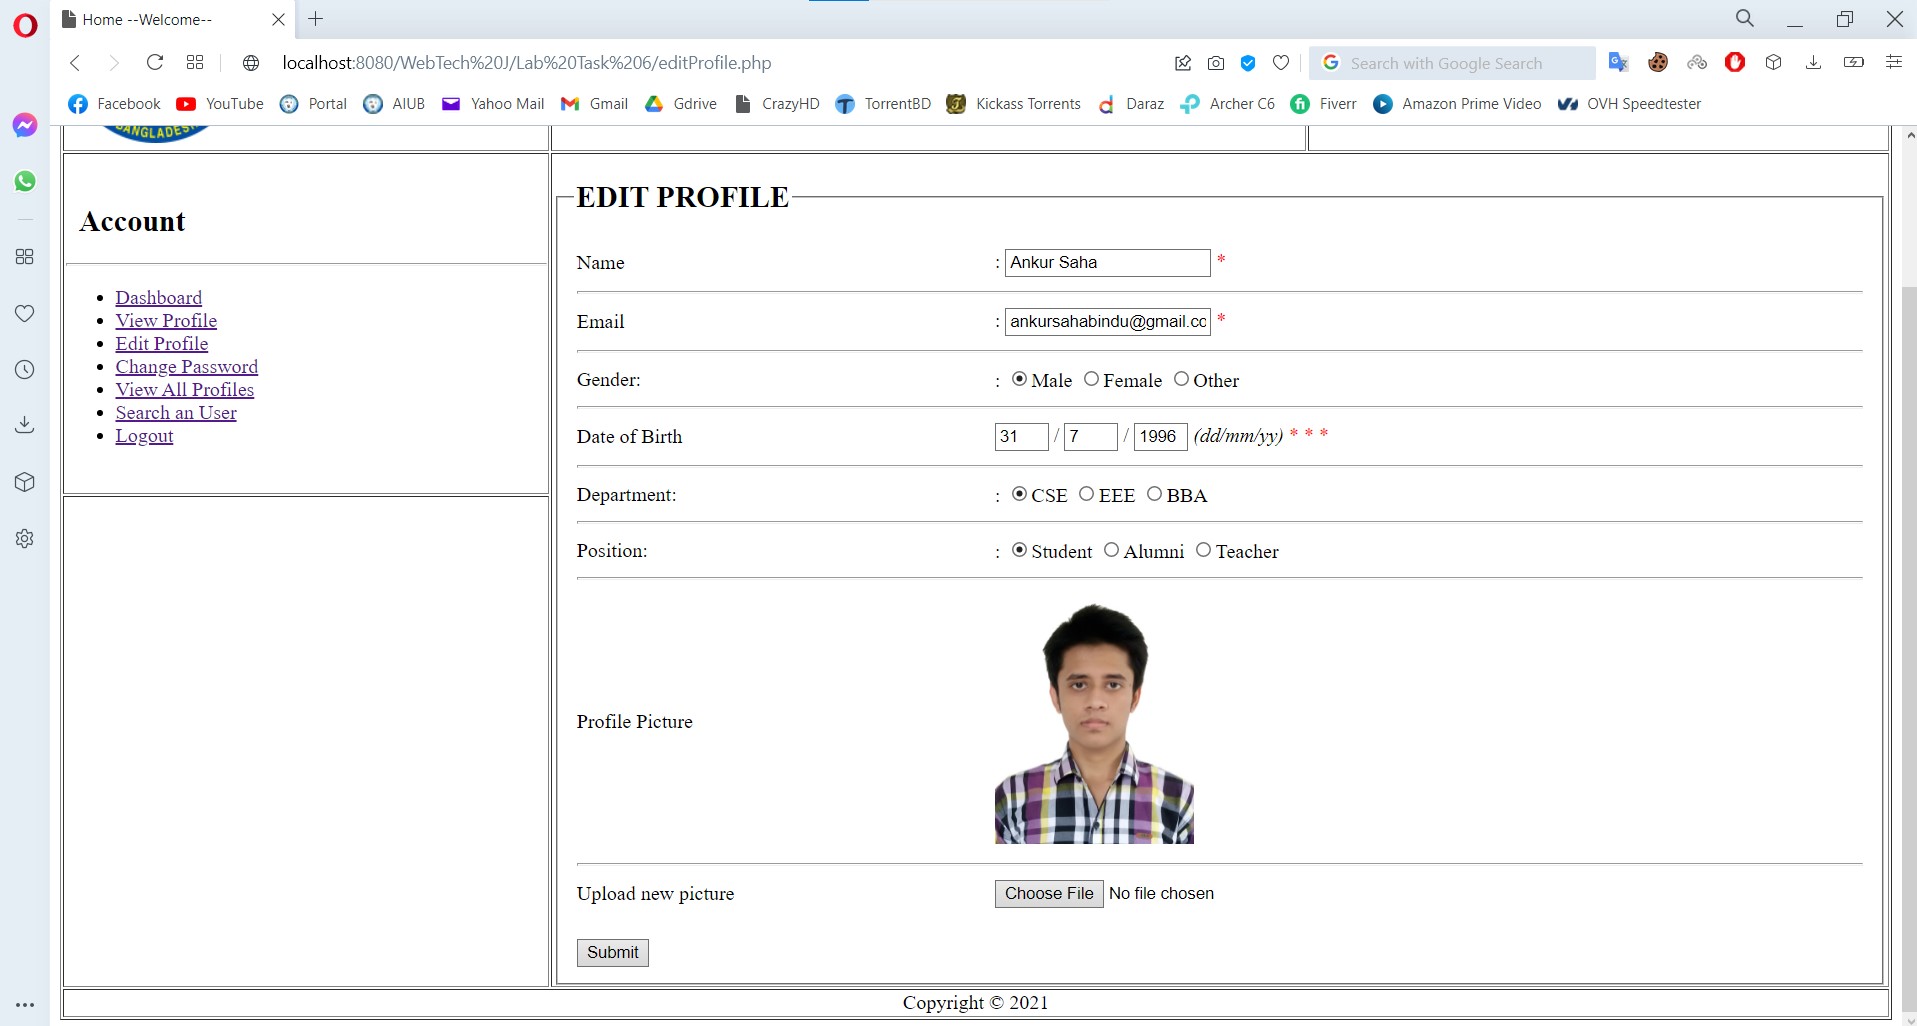 Home --Welcome--
localhost:8080/WebTech%20J/Lab%20Task%206/editProfile.php
Search with Google Search
Facebook YouTube Portal AIUB Yahoo Mail Gmail Gdrive CrazyHD TorrentBD Kickass Torrents Daraz Archer C6 Fiverr Amazon Prime Video OVH Speedtester
BANGLADESH
Account
Dashboard
View Profile
Edit Profile
Change Password
View All Profiles
Search an User
Logout
EDIT PROFILE
Name : Ankur Saha *
Email : ankursahabindu@gmail.cc *
Gender: : Male Female Other
Date of Birth 31 / 7 / 1996 (dd/mm/yy) * * *
Department: : CSE EEE BBA
Position: : Student Alumni Teacher
Profile Picture
Upload new picture Choose File No file chosen
Submit
Copyright © 2021